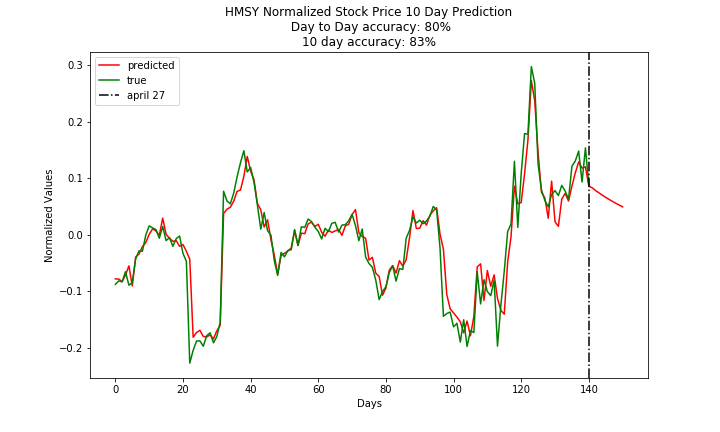 HMSY Normalized Stock Price 10 Day Prediction
Day to Day accuracy: 80%
10 day accuracy: 83%
predicted
true
april 27
0.3
0.2
0.1
0.0
−0.1
−0.2
Normalized Values
0
20
40
60
80
100
120
140
Days